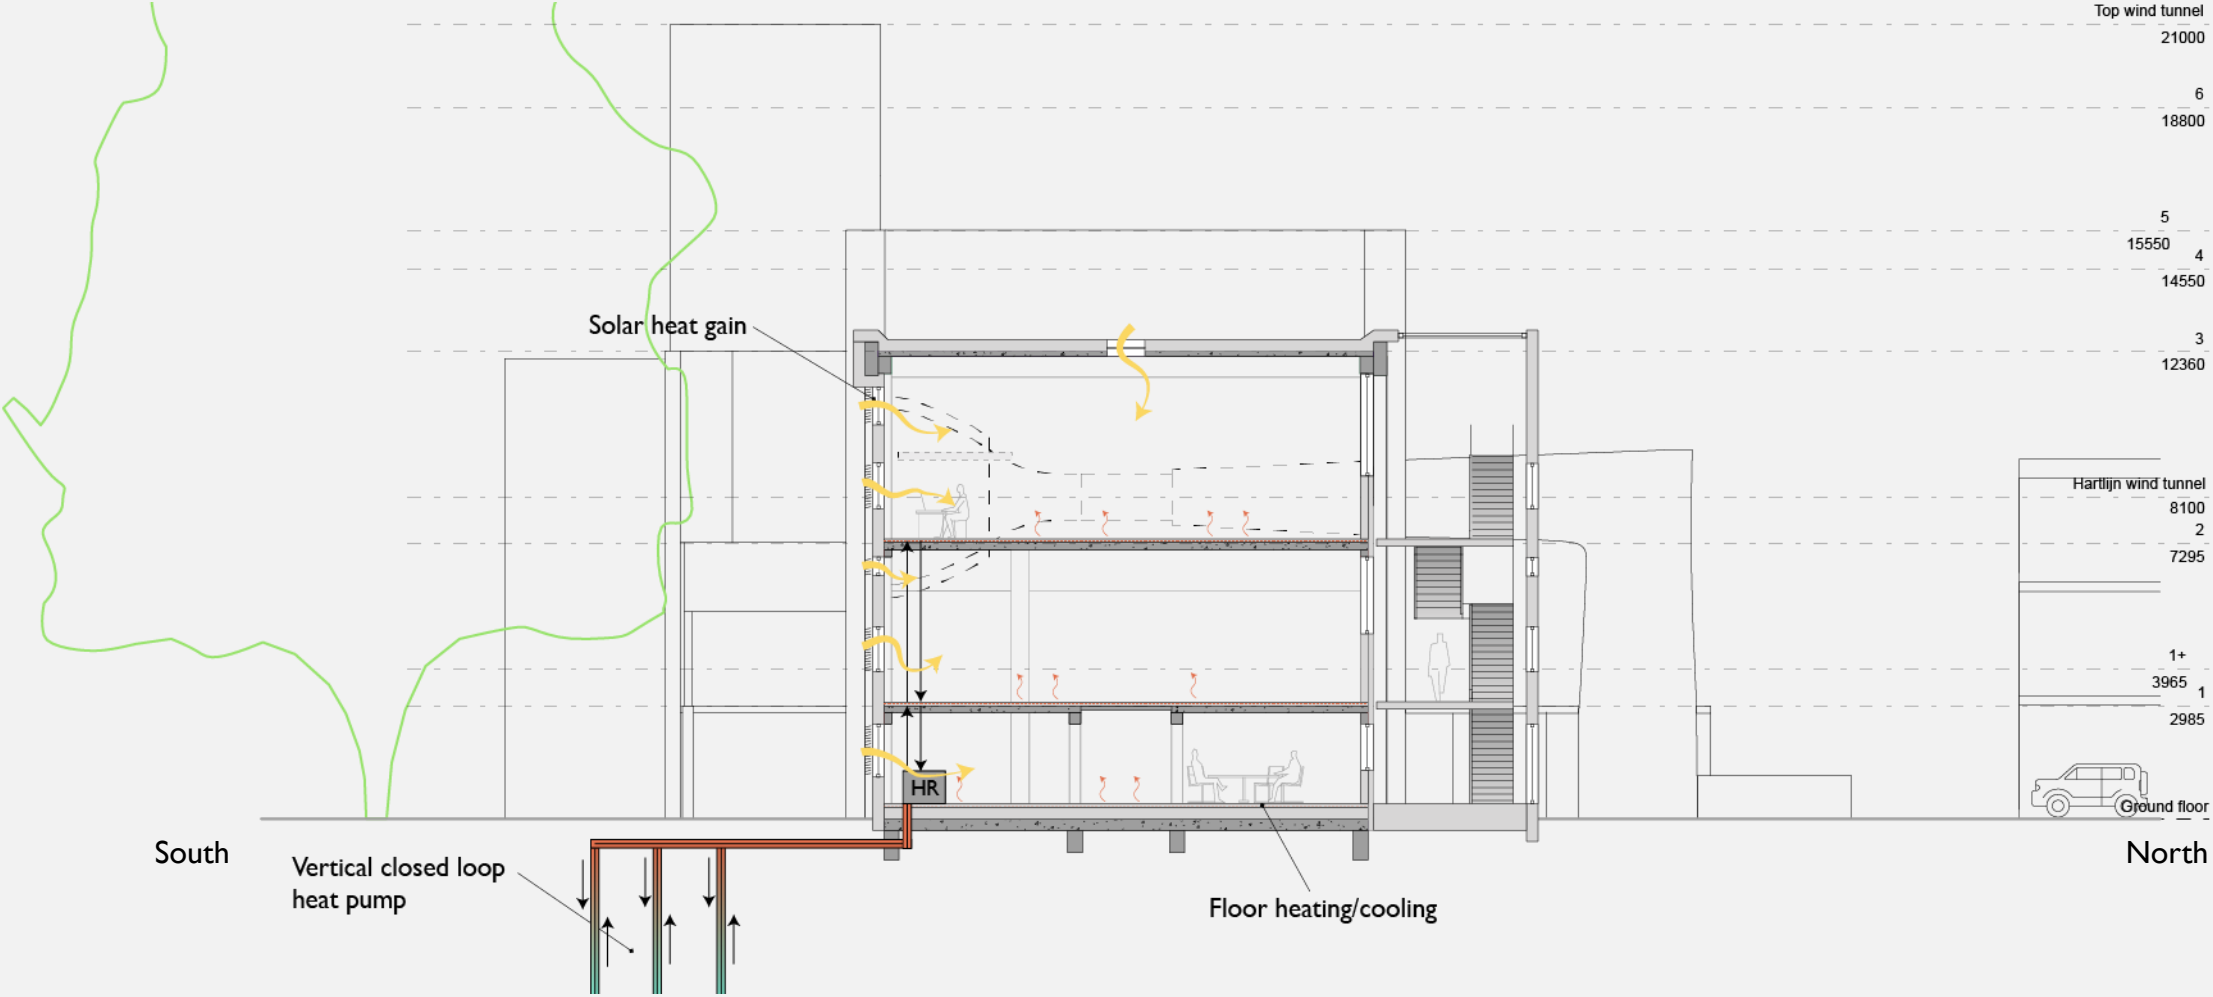 Top wind tunnel
21000
6
18800
5
15550
4
14550
Solar heat gain
3
12360
Hartlijn wind tunnel
8100
2
7295
1+
3965
1
2985
HR
Ground floor
South
North
Vertical closed loop
heat pump
Floor heating/cooling